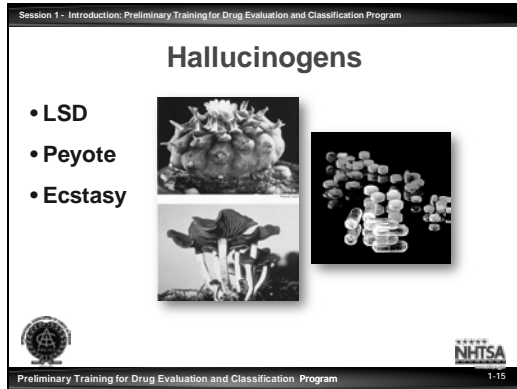 Session 1 - Introduction: Preliminary Training for Drug Evaluation and Classification Program
Hallucinogens
• LSD
• Peyote
• Ecstasy
NHTSA
Preliminary Training for Drug Evaluation and Classification Program
1-15